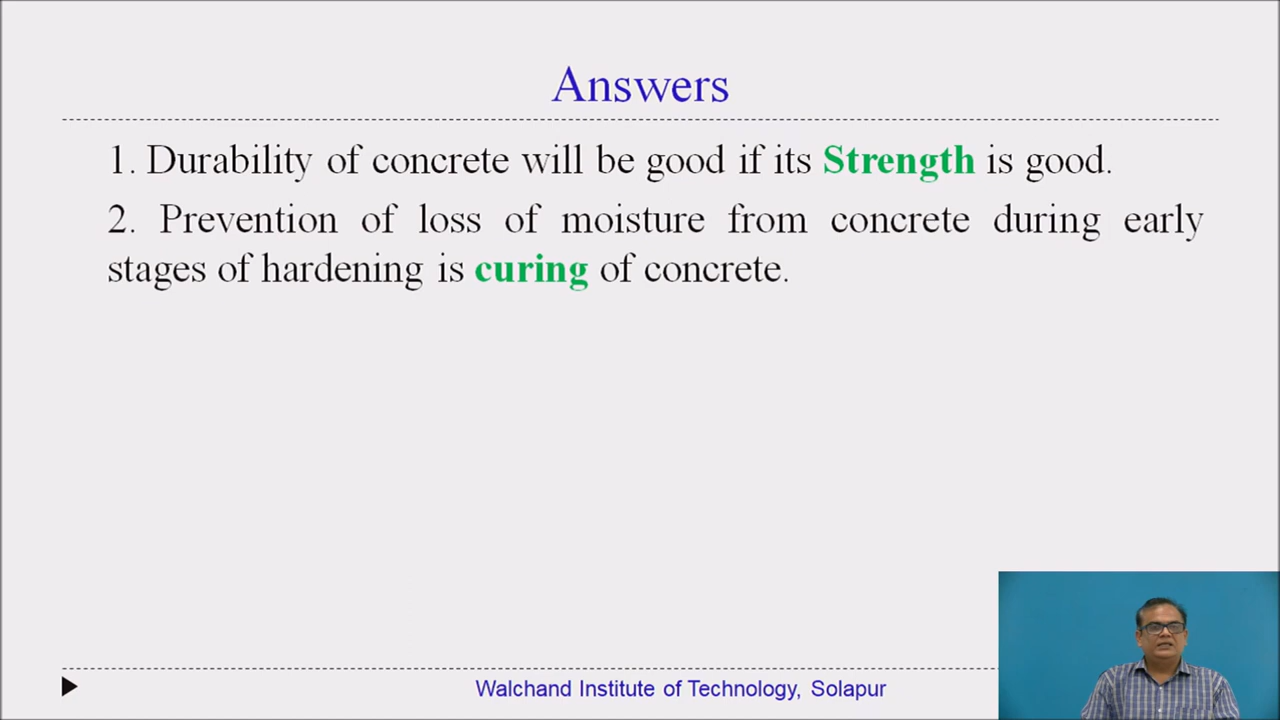 Answers
1. Durability of concrete will be good if its Strength is good.
2. Prevention of loss of moisture from concrete during early
stages of hardening is curing of concrete.
Walchand Institute of Technology, Solapur